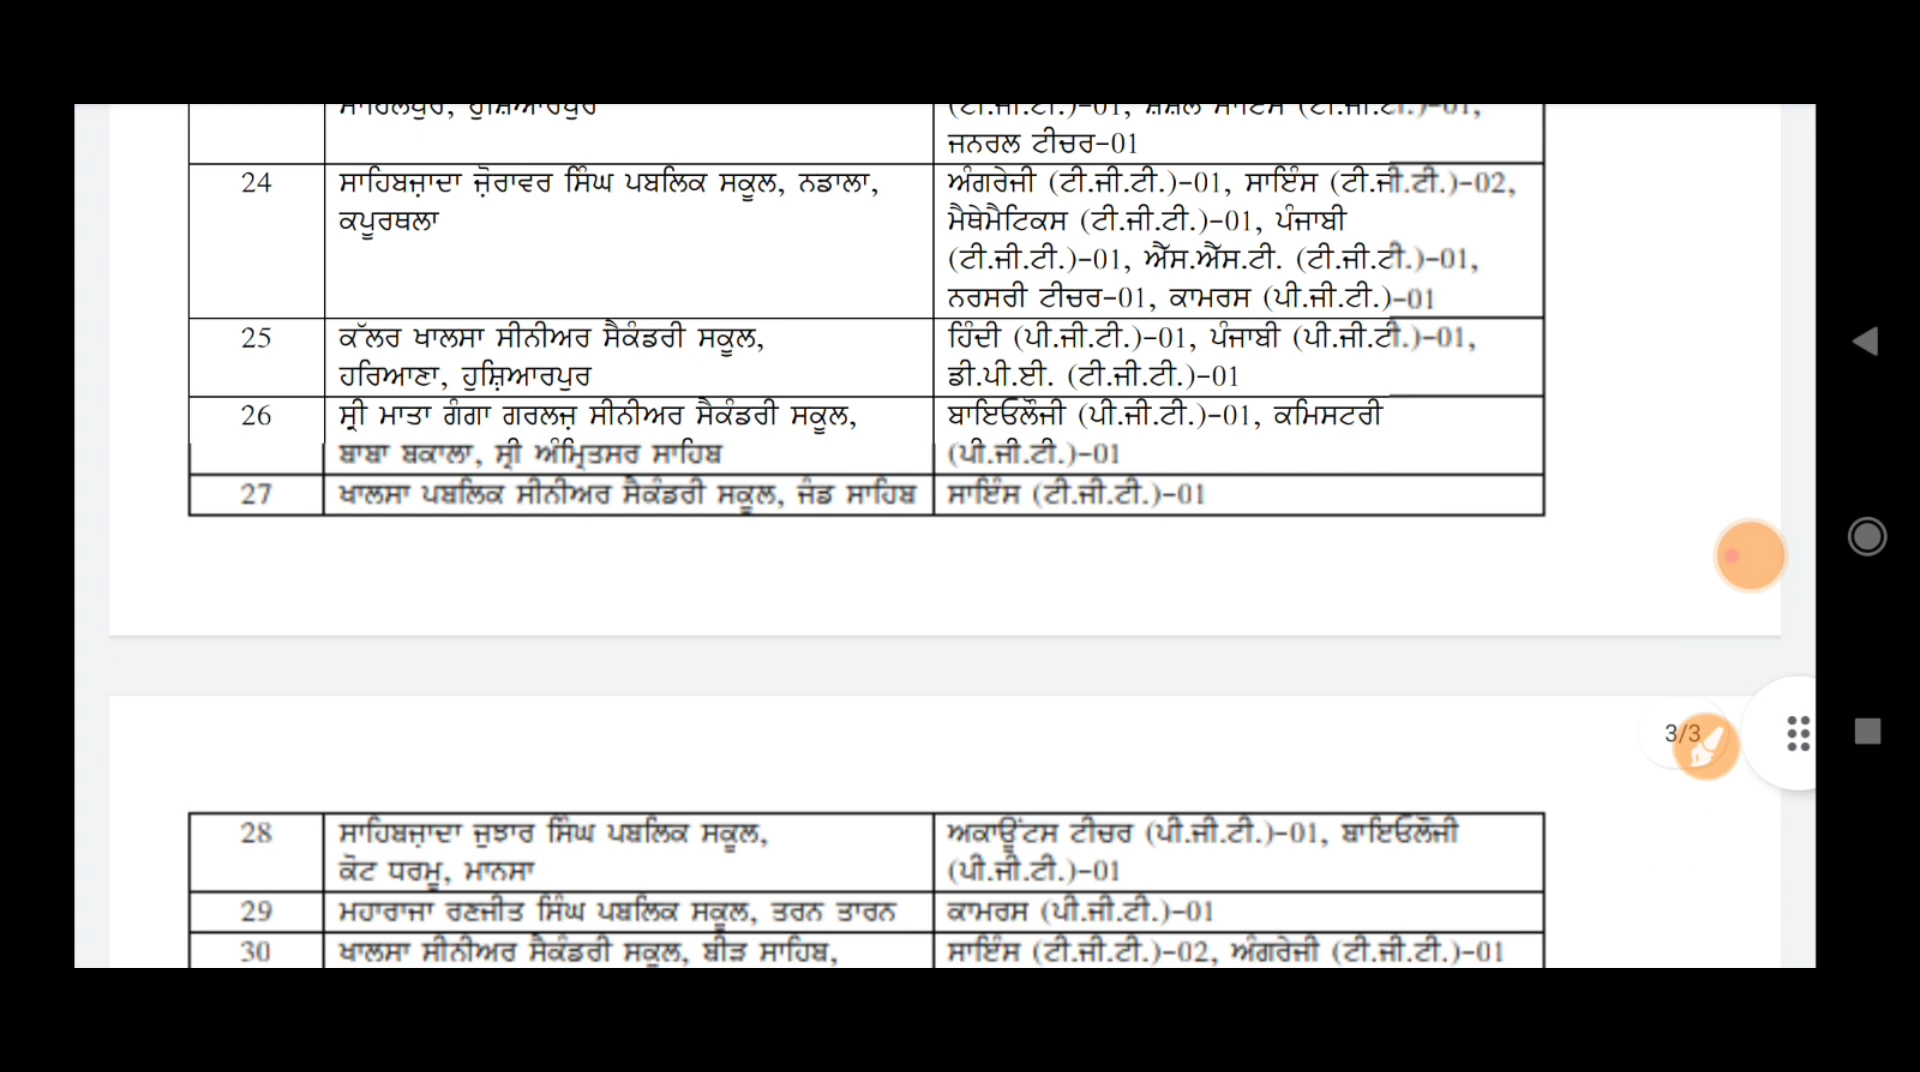 ਸਾਹਿਲਪੁਰ, ਹੁਸ਼ਿਆਰਪੁਰ
(ਟੀ.ਜੀ.ਟੀ.)-01, ਸ਼ੋਸ਼ਲ ਸਾਇੰਸ (ਟੀ.ਜੀ.ਟੀ.)-01,
ਜਨਰਲ ਟੀਚਰ-01
24
ਸਾਹਿਬਜ਼ਾਦਾ ਜ਼ੋਰਾਵਰ ਸਿੰਘ ਪਬਲਿਕ ਸਕੂਲ, ਨਡਾਲਾ,
ਕਪੂਰਥਲਾ
ਅੰਗਰੇਜੀ (ਟੀ.ਜੀ.ਟੀ.)-01, ਸਾਇੰਸ (ਟੀ.ਜੀ.ਟੀ.)-02,
ਮੈਥੇਮੈਟਿਕਸ (ਟੀ.ਜੀ.ਟੀ.)-01, ਪੰਜਾਬੀ
(ਟੀ.ਜੀ.ਟੀ.)-01, ਐੱਸ.ਐੱਸ.ਟੀ. (ਟੀ.ਜੀ.ਟੀ.)-01,
ਨਰਸਰੀ ਟੀਚਰ-01, ਕਾਮਰਸ (ਪੀ.ਜੀ.ਟੀ.)-01
25
ਕੱਲਰ ਖਾਲਸਾ ਸੀਨੀਅਰ ਸੈਕੰਡਰੀ ਸਕੂਲ,
ਹਰਿਆਣਾ, ਹੁਸ਼ਿਆਰਪੁਰ
ਹਿੰਦੀ (ਪੀ.ਜੀ.ਟੀ.)-01, ਪੰਜਾਬੀ (ਪੀ.ਜੀ.ਟੀ.)-01,
ਡੀ.ਪੀ.ਈ. (ਟੀ.ਜੀ.ਟੀ.)-01
26
ਸ੍ਰੀ ਮਾਤਾ ਗੰਗਾ ਗਰਲਜ਼ ਸੀਨੀਅਰ ਸੈਕੰਡਰੀ ਸਕੂਲ,
ਬਾਬਾ ਬਕਾਲਾ, ਸ੍ਰੀ ਅੰਮ੍ਰਿਤਸਰ ਸਾਹਿਬ
ਬਾਇਓਲੌਜੀ (ਪੀ.ਜੀ.ਟੀ.)-01, ਕਮਿਸਟਰੀ
(ਪੀ.ਜੀ.ਟੀ.)-01
27
ਖਾਲਸਾ ਪਬਲਿਕ ਸੀਨੀਅਰ ਸੈਕੰਡਰੀ ਸਕੂਲ, ਜੰਡ ਸਾਹਿਬ
ਸਾਇੰਸ (ਟੀ.ਜੀ.ਟੀ.)-01
3/3
28
ਸਾਹਿਬਜ਼ਾਦਾ ਜੁਝਾਰ ਸਿੰਘ ਪਬਲਿਕ ਸਕੂਲ,
ਕੋਟ ਧਰਮੂ, ਮਾਨਸਾ
ਅਕਾਊਂਟਸ ਟੀਚਰ (ਪੀ.ਜੀ.ਟੀ.)-01, ਬਾਇਓਲੌਜੀ
(ਪੀ.ਜੀ.ਟੀ.)-01
29
ਮਹਾਰਾਜਾ ਰਣਜੀਤ ਸਿੰਘ ਪਬਲਿਕ ਸਕੂਲ, ਤਰਨ ਤਾਰਨ
ਕਾਮਰਸ (ਪੀ.ਜੀ.ਟੀ.)-01
30
ਖਾਲਸਾ ਸੀਨੀਅਰ ਸੈਕੰਡਰੀ ਸਕੂਲ, ਬੀੜ ਸਾਹਿਬ,
ਸਾਇੰਸ (ਟੀ.ਜੀ.ਟੀ.)-02, ਅੰਗਰੇਜੀ (ਟੀ.ਜੀ.ਟੀ.)-01